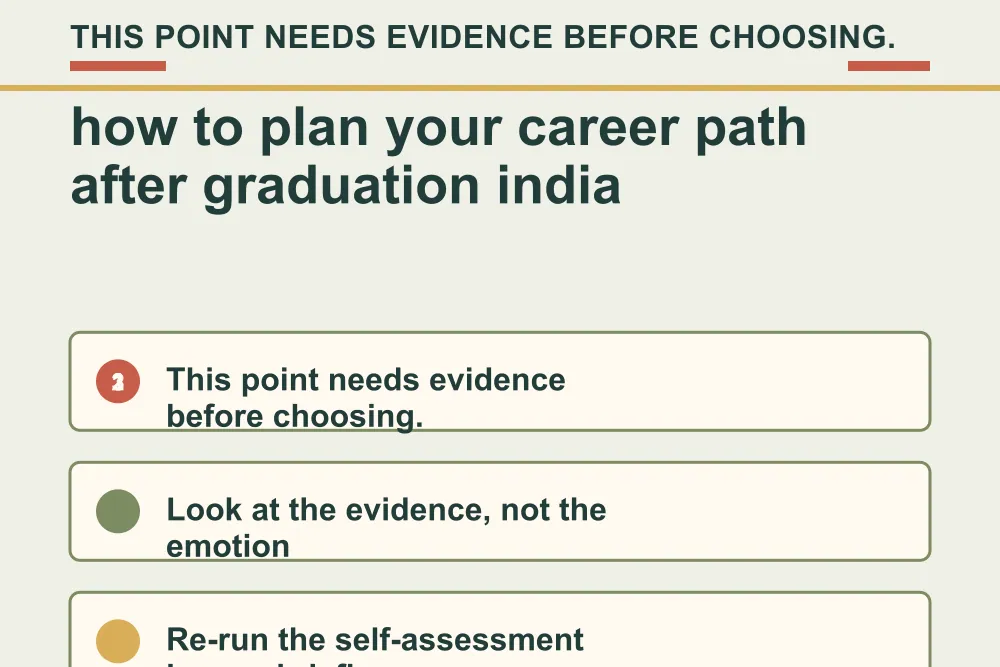 THIS POINT NEEDS EVIDENCE BEFORE CHOOSING.
how to plan your career path
after graduation india
This point needs evidence
before choosing.
Look at the evidence, not the
emotion
Re-run the self-assessment